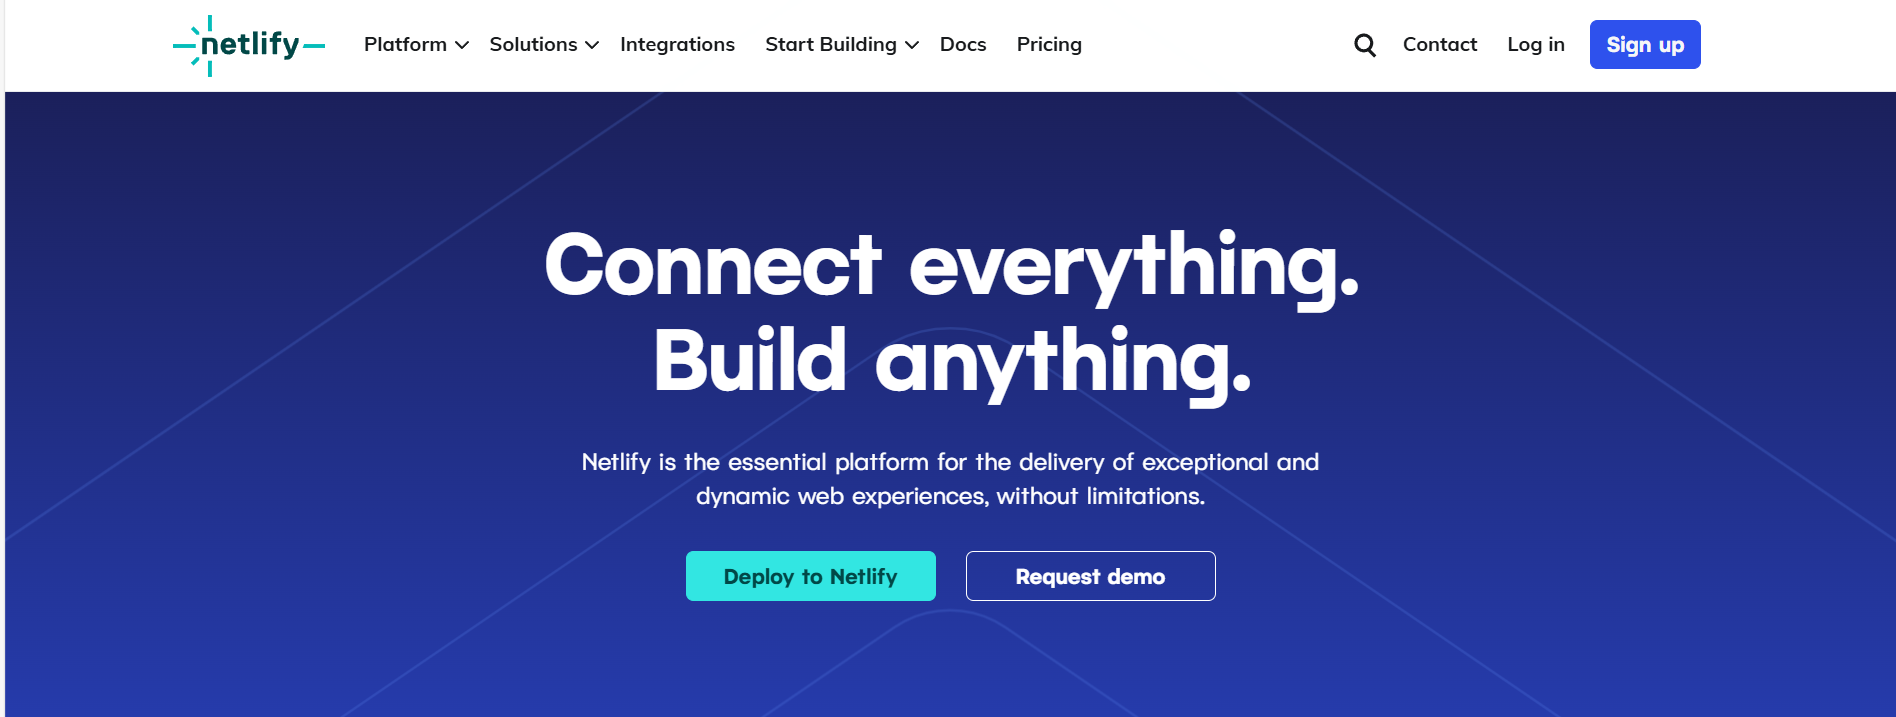 netlify
Platform
Solutions
Integrations
Start Building
Docs
Pricing
Contact
Log in
Sign up
Connect everything.
Build anything.
Netlify is the essential platform for the delivery of exceptional and
dynamic web experiences, without limitations.
Deploy to Netlify
Request demo